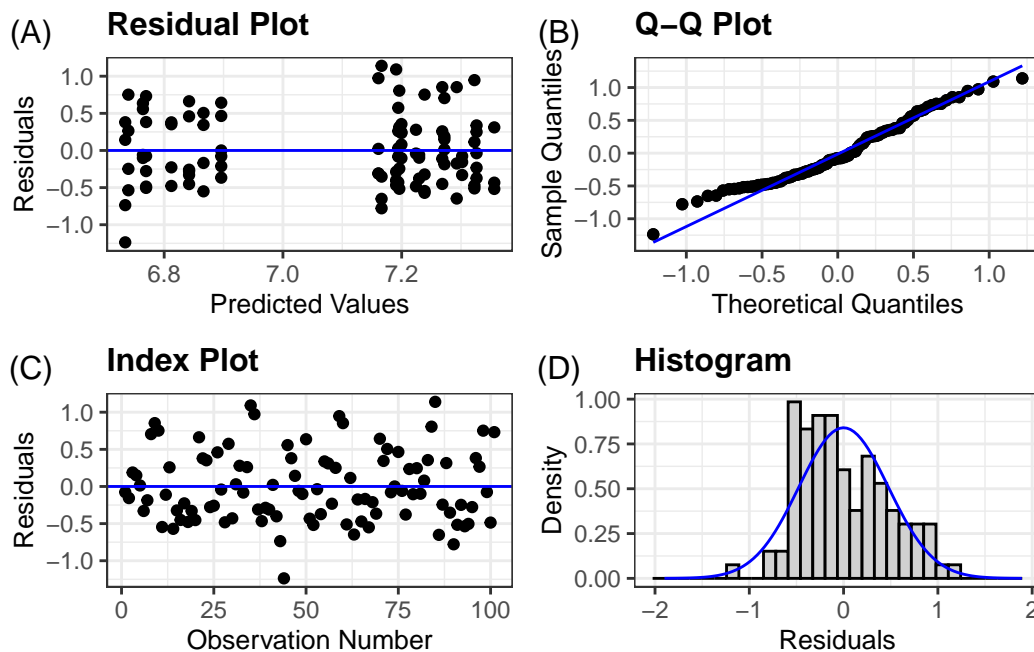 (A) Residual Plot
Residuals
1.0
0.5
0.0
−0.5
−1.0
6.8 7.0 7.2
Predicted Values
(B) Q−Q Plot
Sample Quantiles
1.0
0.5
0.0
−0.5
−1.0
−1.0 −0.5 0.0 0.5 1.0
Theoretical Quantiles
(C) Index Plot
Residuals
1.0
0.5
0.0
−0.5
−1.0
0 25 50 75 100
Observation Number
(D) Histogram
Density
1.00
0.75
0.50
0.25
0.00
−2 −1 0 1 2
Residuals